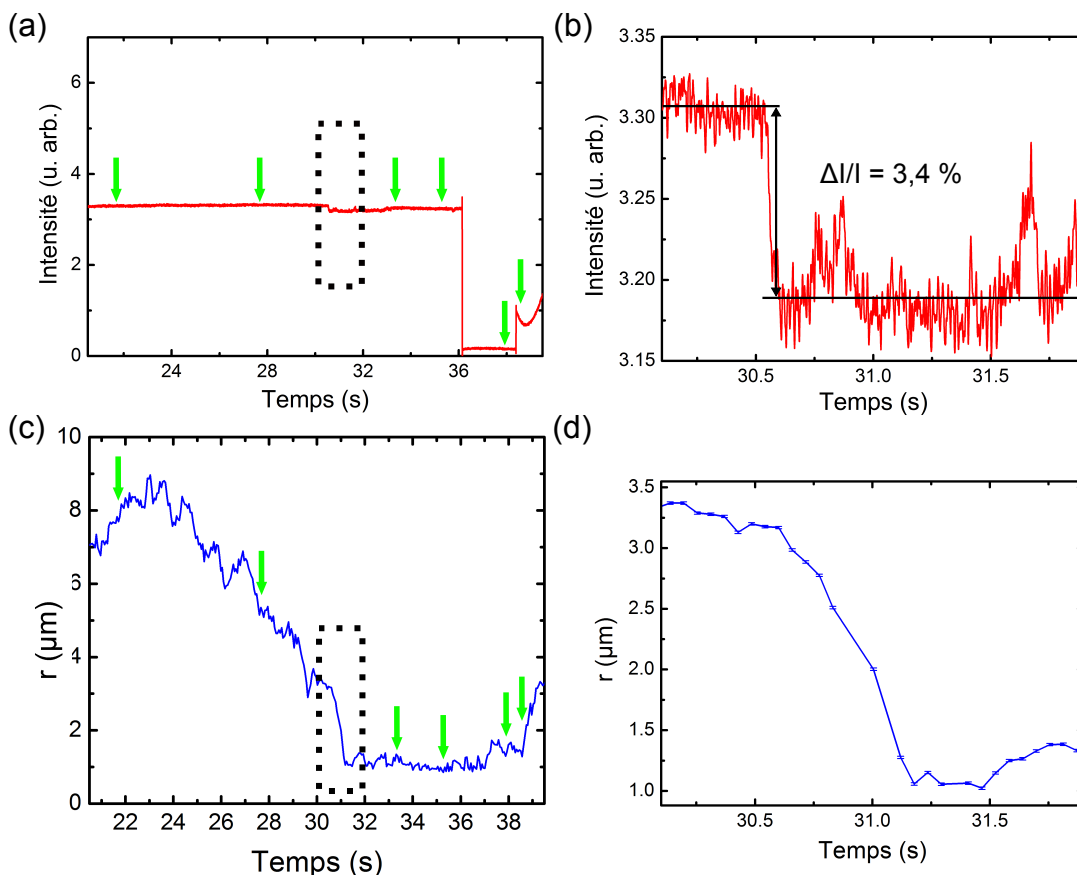 (a)
Intensité (u. arb.)
6
4
2
0
24 28 32 36
Temps (s)
(b)
Intensité (u. arb.)
3.35
3.30
3.25
3.20
3.15
ΔI/I = 3,4 %
30.5 31.0 31.5
Temps (s)
(c)
r (µm)
10
8
6
4
2
0
22 24 26 28 30 32 34 36 38
Temps (s)
(d)
r (µm)
3.5
3.0
2.5
2.0
1.5
1.0
30.5 31.0 31.5
Temps (s)